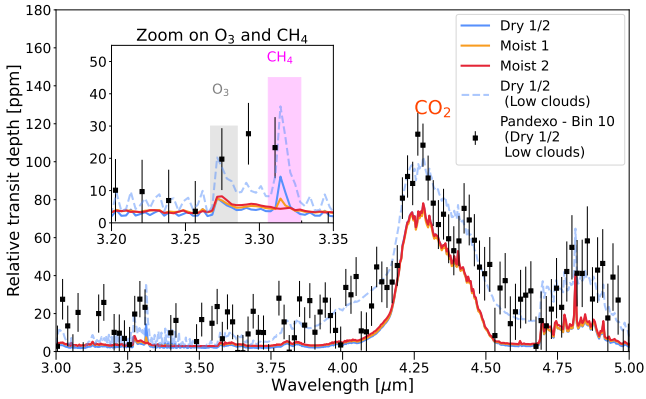 Relative transit depth [ppm]
180
160
140
120
100
80
60
40
20
0
3.00
3.25
3.50
3.75
4.00
4.25
4.50
4.75
5.00
Wavelength [μm]
Zoom on O₃ and CH₄
50
40
30
20
10
0
3.20
3.25
3.30
3.35
O₃
CH₄
CO₂
Dry 1/2
Moist 1
Moist 2
Dry 1/2
(Low clouds)
Pandexo - Bin 10
(Dry 1/2
Low clouds)